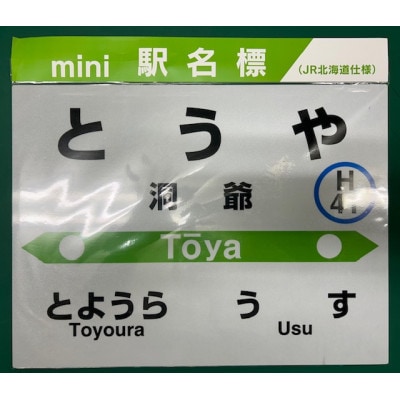 mini 駅名標 (JR北海道仕様)
とうや
洞爺
H
41
Tōya
とようら うす
Toyoura Usu